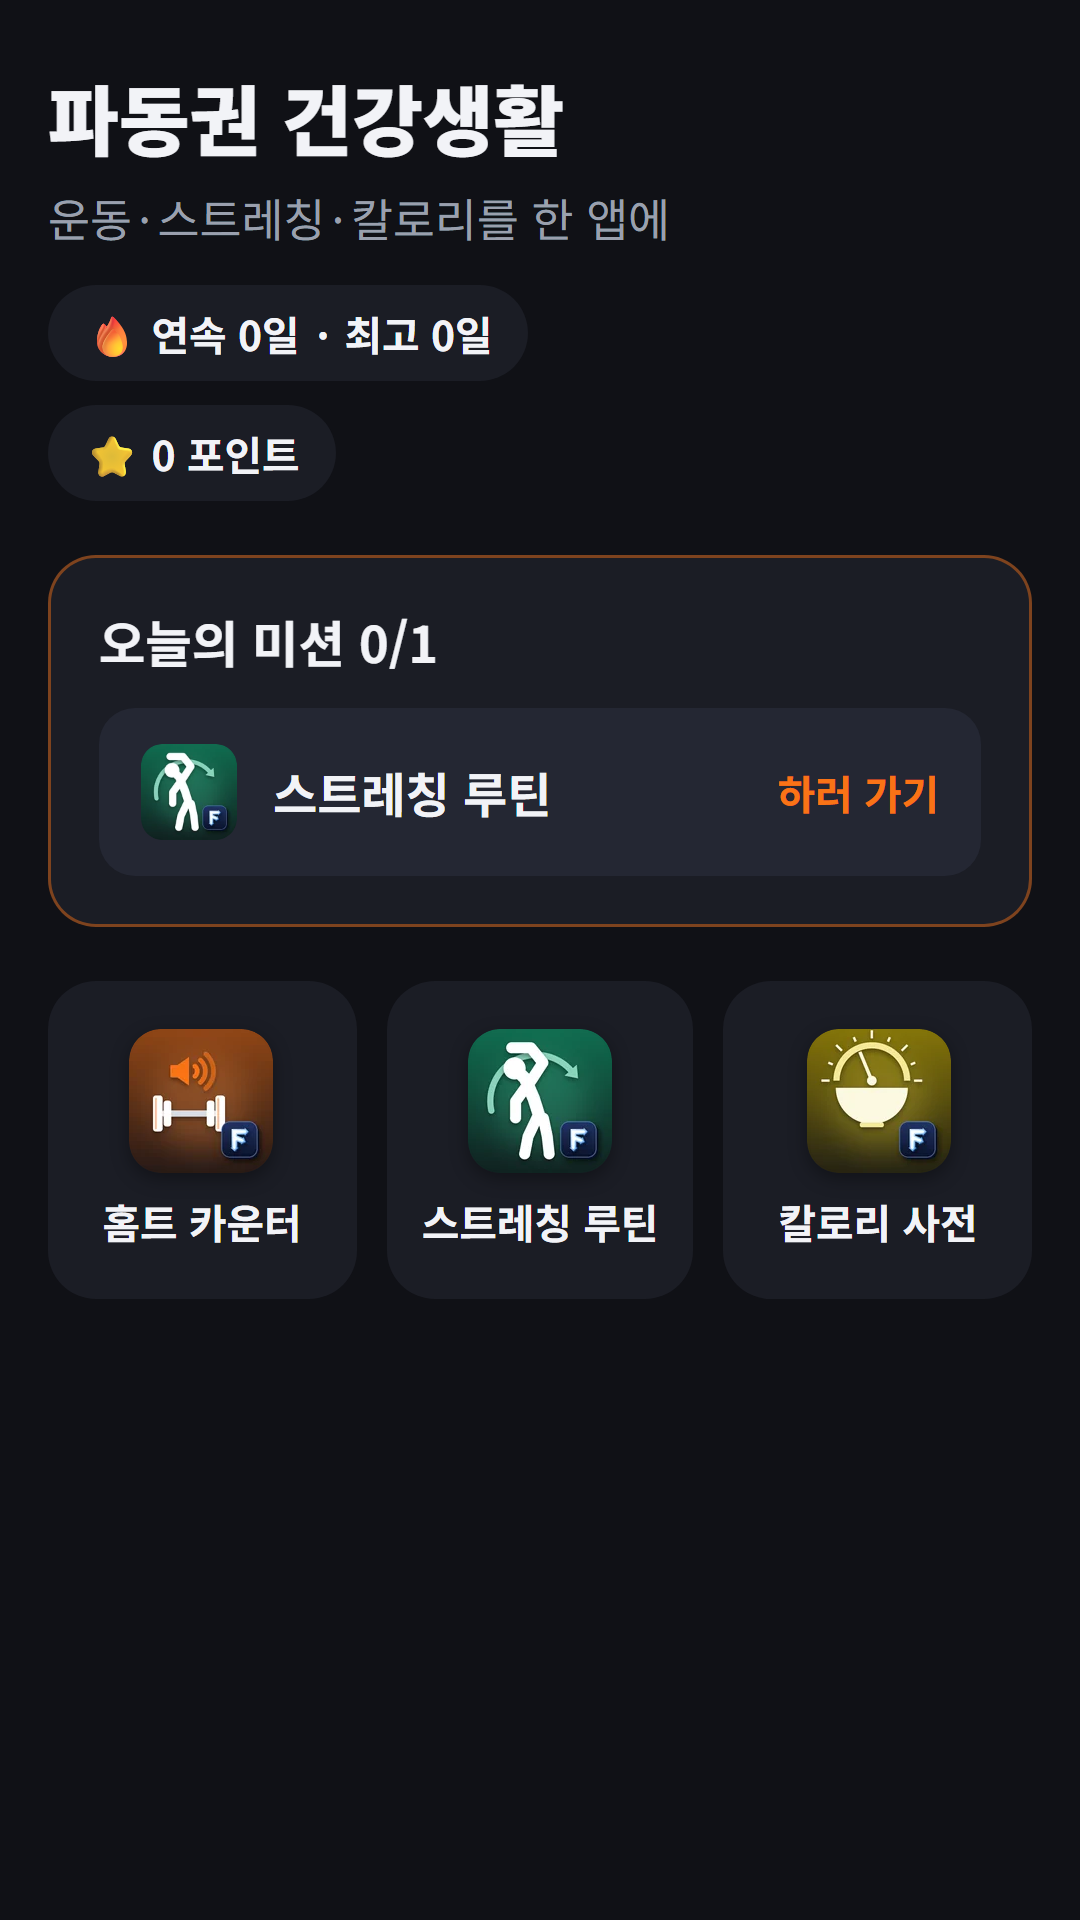 파동권 건강생활
운동·스트레칭·칼로리를 한 앱에
연속 0일 · 최고 0일
0 포인트
오늘의 미션 0/1
스트레칭 루틴
하러 가기
F
F
F
F
홈트 카운터
스트레칭 루틴
칼로리 사전